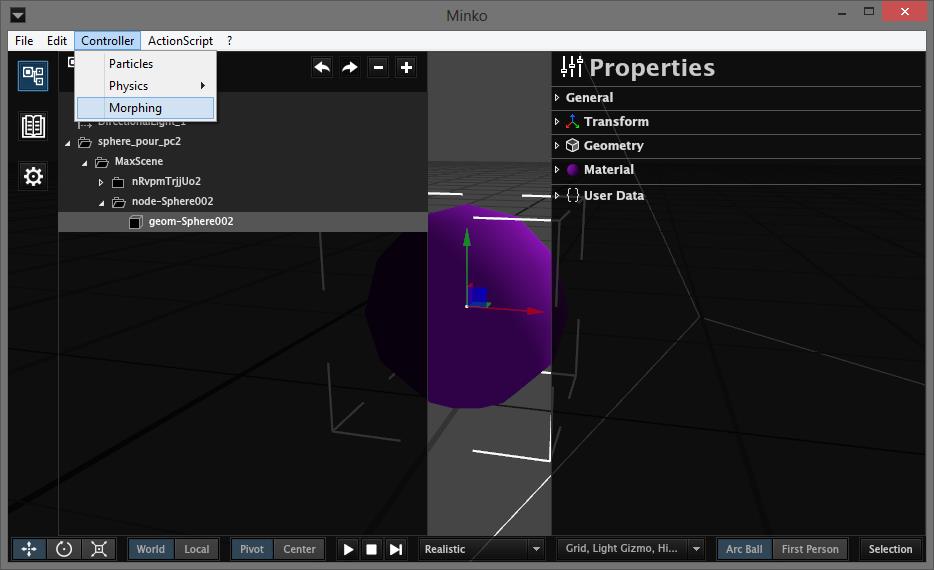 Minko
File Edit Controller ActionScript ?
Particles
Physics
Morphing
DirectionalLight_1
sphere_pour_pc2
MaxScene
nRvpmTrjjUo2
node-Sphere002
geom-Sphere002
Properties
General
Transform
Geometry
Material
{ } User Data
World Local Pivot Center Realistic Grid, Light Gizmo, Hi... Arc Ball First Person Selection